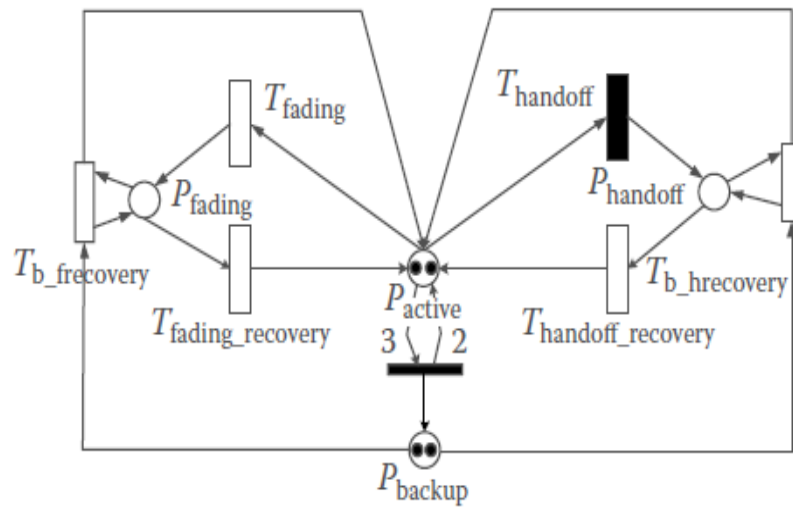 T_fading
T_handoff
P_fading
P_handoff
T_b_frecovery
T_b_hrecovery
P_active
T_fading_recovery
T_handoff_recovery
3 2
P_backup